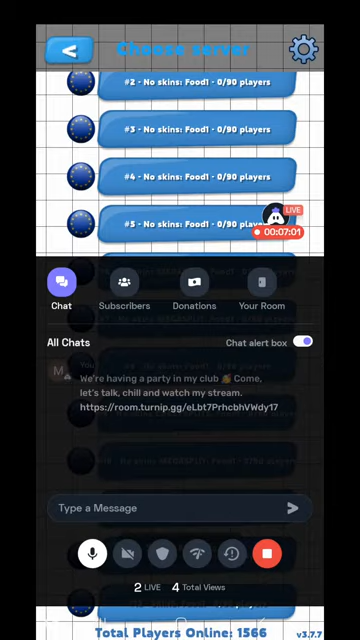 Choose server
#2 - No skins: Food1 - 0/90 players
#3 - No skins: Food1 - 0/90 players
#4 - No skins: Food1 - 0/90 players
#5 - No skins: Food1 - 0/90 players
LIVE
00:07:01
Chat
Subscribers
Donations
Your Room
All Chats
Chat alert box
M
You
We're having a party in my club 🎉 Come,
let's talk, chill and watch my stream.
https://room.turnip.gg/eLbt7PrhcbhVWdy17
Type a Message
2 LIVE 4 Total Views
Total Players Online: 1566
v3.7.7